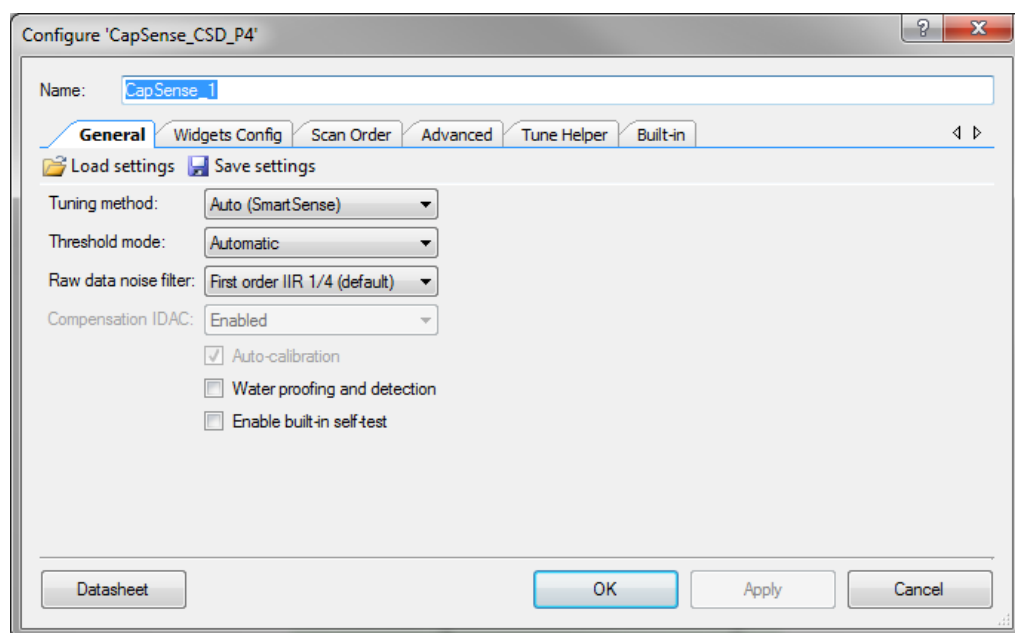 Configure 'CapSense_CSD_P4'
Name: CapSense_1
General Widgets Config Scan Order Advanced Tune Helper Built-in
Load settings Save settings
Tuning method: Auto (SmartSense)
Threshold mode: Automatic
Raw data noise filter: First order IIR 1/4 (default)
Compensation IDAC: Enabled
Auto-calibration
Water proofing and detection
Enable built-in self-test
Datasheet OK Apply Cancel